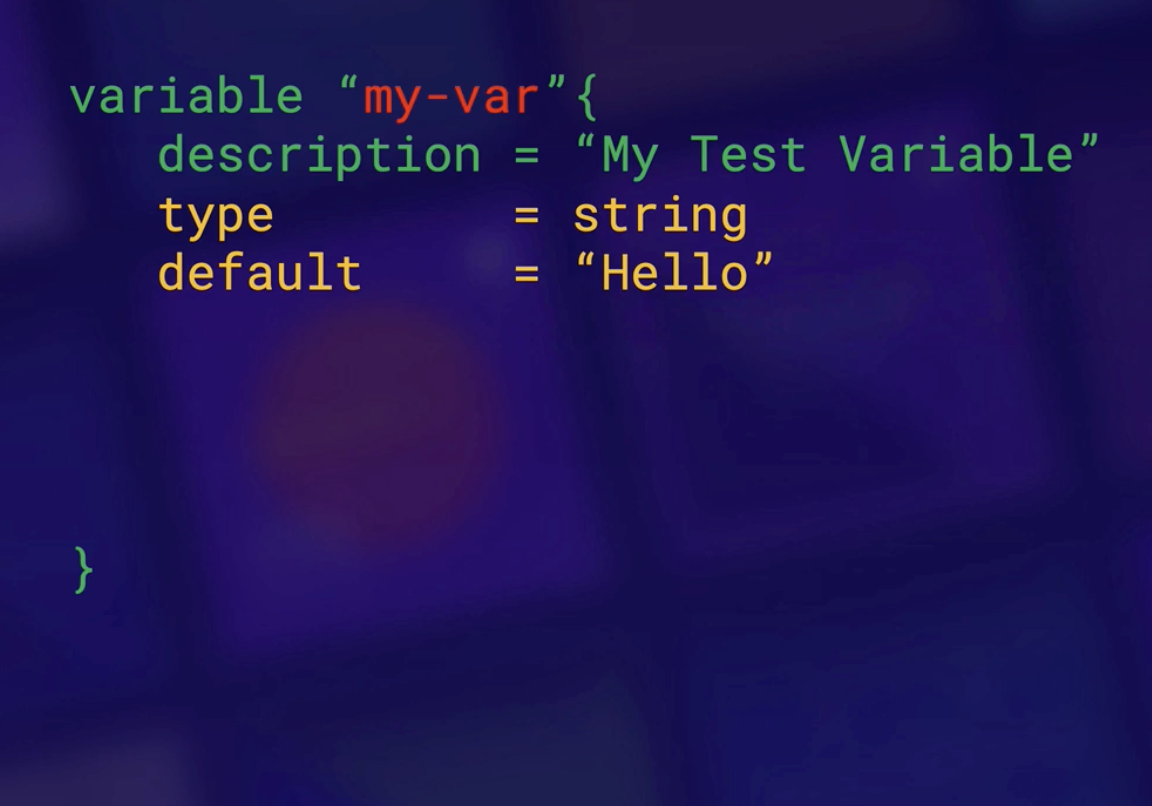 variable “my-var”{
description = “My Test Variable”
type = string
default = “Hello”
}